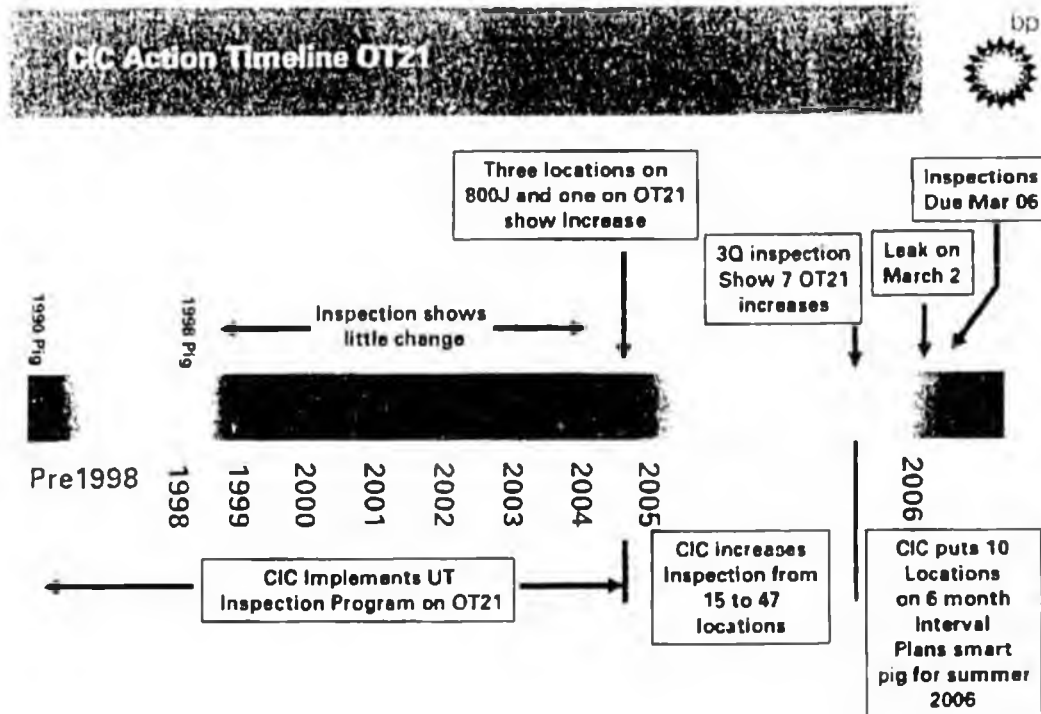 bp
CIC Action Timeline OT21
Three locations on
800J and one on OT21
show Increase
Inspections
Due Mar 06
3Q inspection
Show 7 OT21
increases
Leak on
March 2
1990 Pig
1998 Pig
Inspection shows
little change
Pre1998
1998
1999
2000
2001
2002
2003
2004
2005
2006
CIC Implements UT
Inspection Program on OT21
CIC increases
Inspection from
15 to 47
locations
CIC puts 10
Locations
on 6 month
Interval
Plans smart
pig for summer
2006